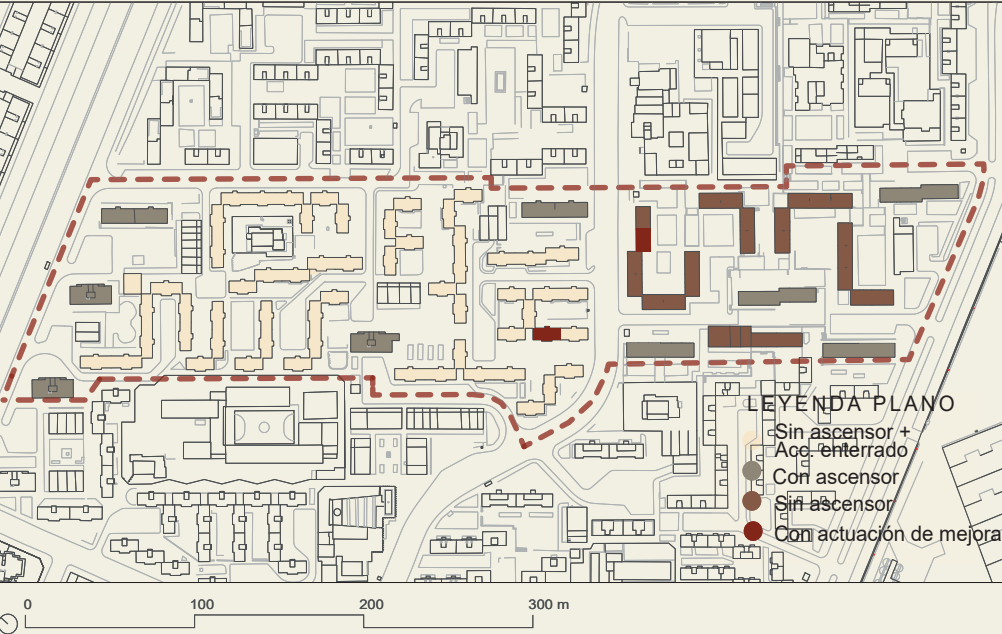 LEYENDA PLANO
Sin ascensor +
Acc. enterrado
Con ascensor
Sin ascensor
Con actuación de mejora
0 100 200 300 m